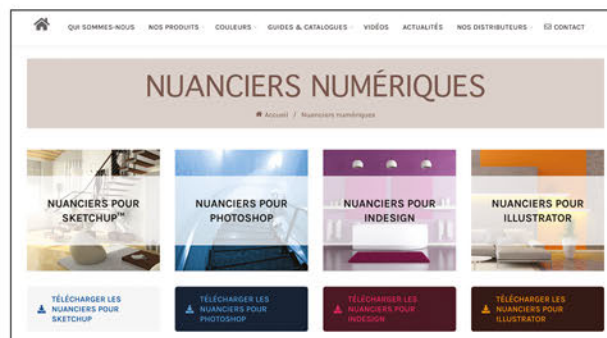 QUI SOMMES-NOUS NOS PRODUITS COULEURS GUIDES & CATALOGUES VIDÉOS ACTUALITÉS NOS DISTRIBUTEURS CONTACT
NUANCIERS NUMÉRIQUES
Accueil / Nuanciers numériques
NUANCIERS POUR
SKETCHUP™
NUANCIERS POUR
PHOTOSHOP
NUANCIERS POUR
INDESIGN
NUANCIERS POUR
ILLUSTRATOR
TÉLÉCHARGER LES
NUANCIERS POUR
SKETCHUP
TÉLÉCHARGER LES
NUANCIERS POUR
PHOTOSHOP
TÉLÉCHARGER LES
NUANCIERS POUR
INDESIGN
TÉLÉCHARGER LES
NUANCIERS POUR
ILLUSTRATOR